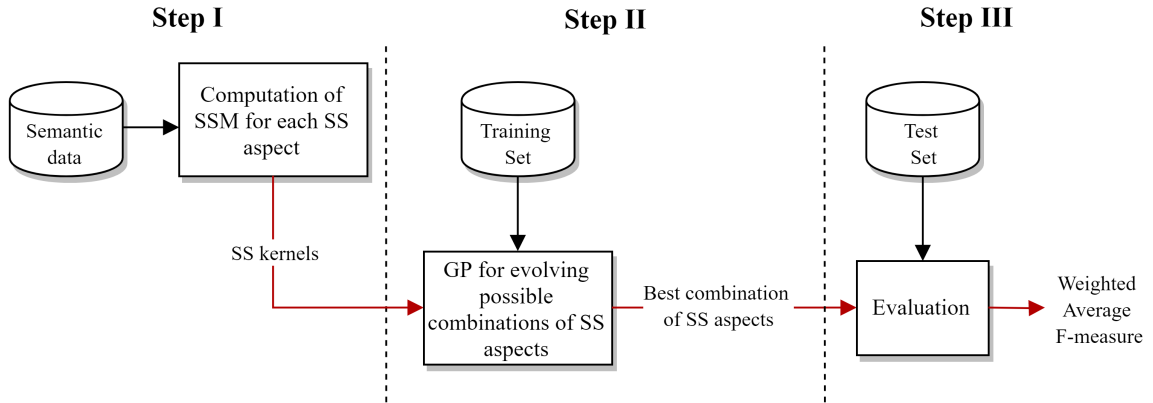 Step I
Step II
Step III
Semantic
data
Computation of
SSM for each SS
aspect
SS kernels
Training
Set
GP for evolving
possible
combinations of SS
aspects
Best combination
of SS aspects
Test
Set
Evaluation
Weighted
Average
F-measure